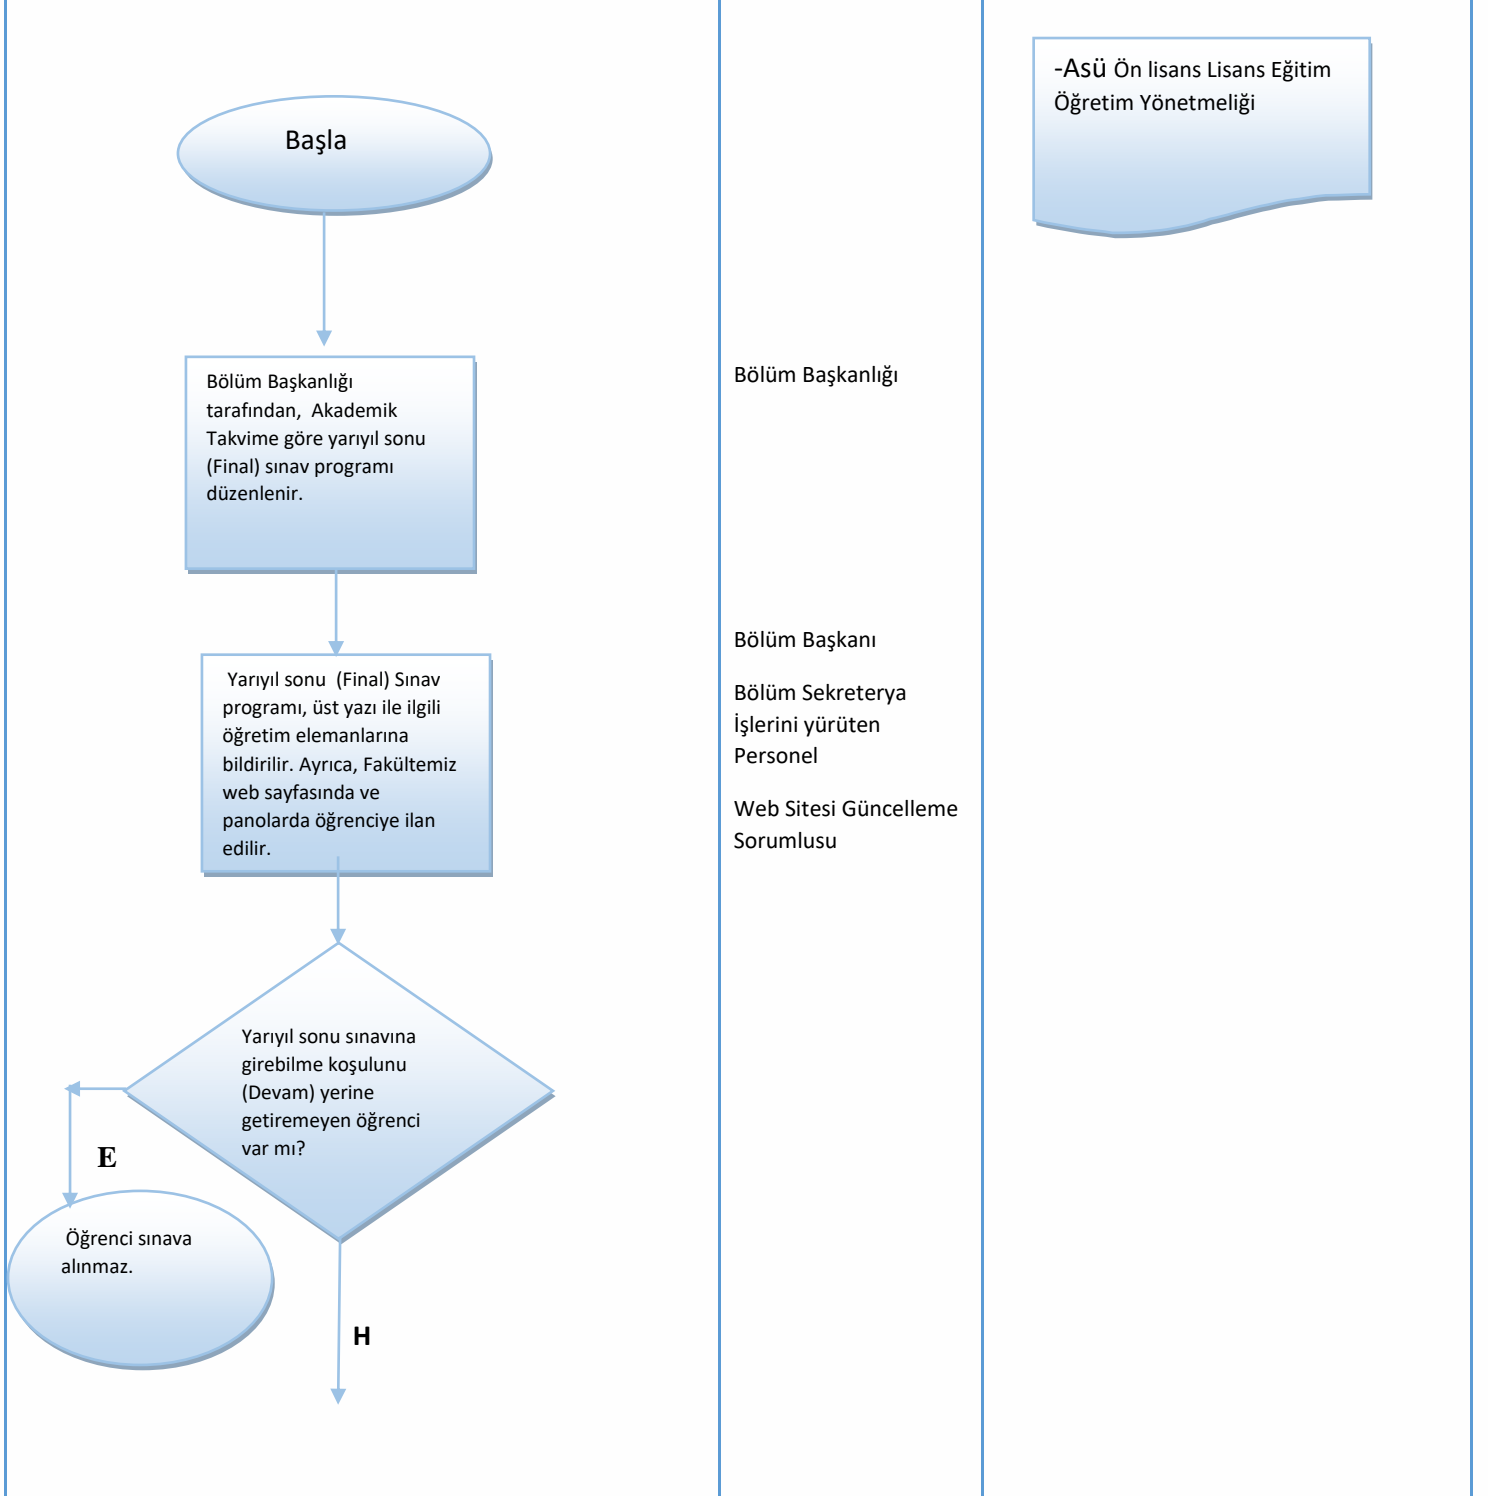 Başla
-Asü Ön lisans Lisans Eğitim
Öğretim Yönetmeliği
Bölüm Başkanlığı
tarafından,  Akademik
Takvime göre yarıyıl sonu
(Final) sınav programı
düzenlenir.
Bölüm Başkanlığı
Yarıyıl sonu  (Final) Sınav
programı, üst yazı ile ilgili
öğretim elemanlarına
bildirilir. Ayrıca, Fakültemiz
web sayfasında ve
panolarda öğrenciye ilan
edilir.
Bölüm Başkanı
Bölüm Sekreterya
İşlerini yürüten
Personel
Web Sitesi Güncelleme
Sorumlusu
Yarıyıl sonu sınavına
girebilme koşulunu
(Devam) yerine
getiremeyen öğrenci
var mı?
E
Öğrenci sınava
alınmaz.
H